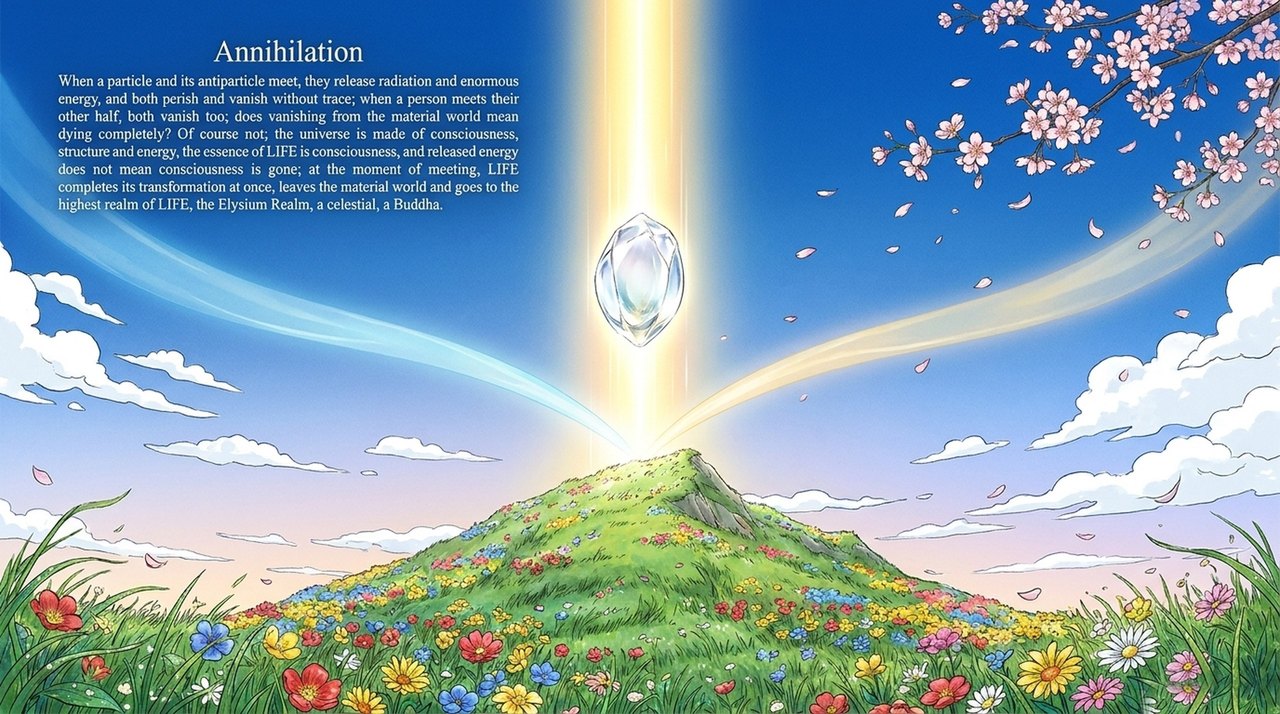 Annihilation
When a particle and its antiparticle meet, they release radiation and enormous
energy, and both perish and vanish without trace; when a person meets their
other half, both vanish too; does vanishing from the material world mean
dying completely? Of course not; the universe is made of consciousness,
structure and energy, the essence of LIFE is consciousness, and released energy
does not mean consciousness is gone; at the moment of meeting, LIFE
completes its transformation at once, leaves the material world and goes to the
highest realm of LIFE, the Elysium Realm, a celestial, a Buddha.